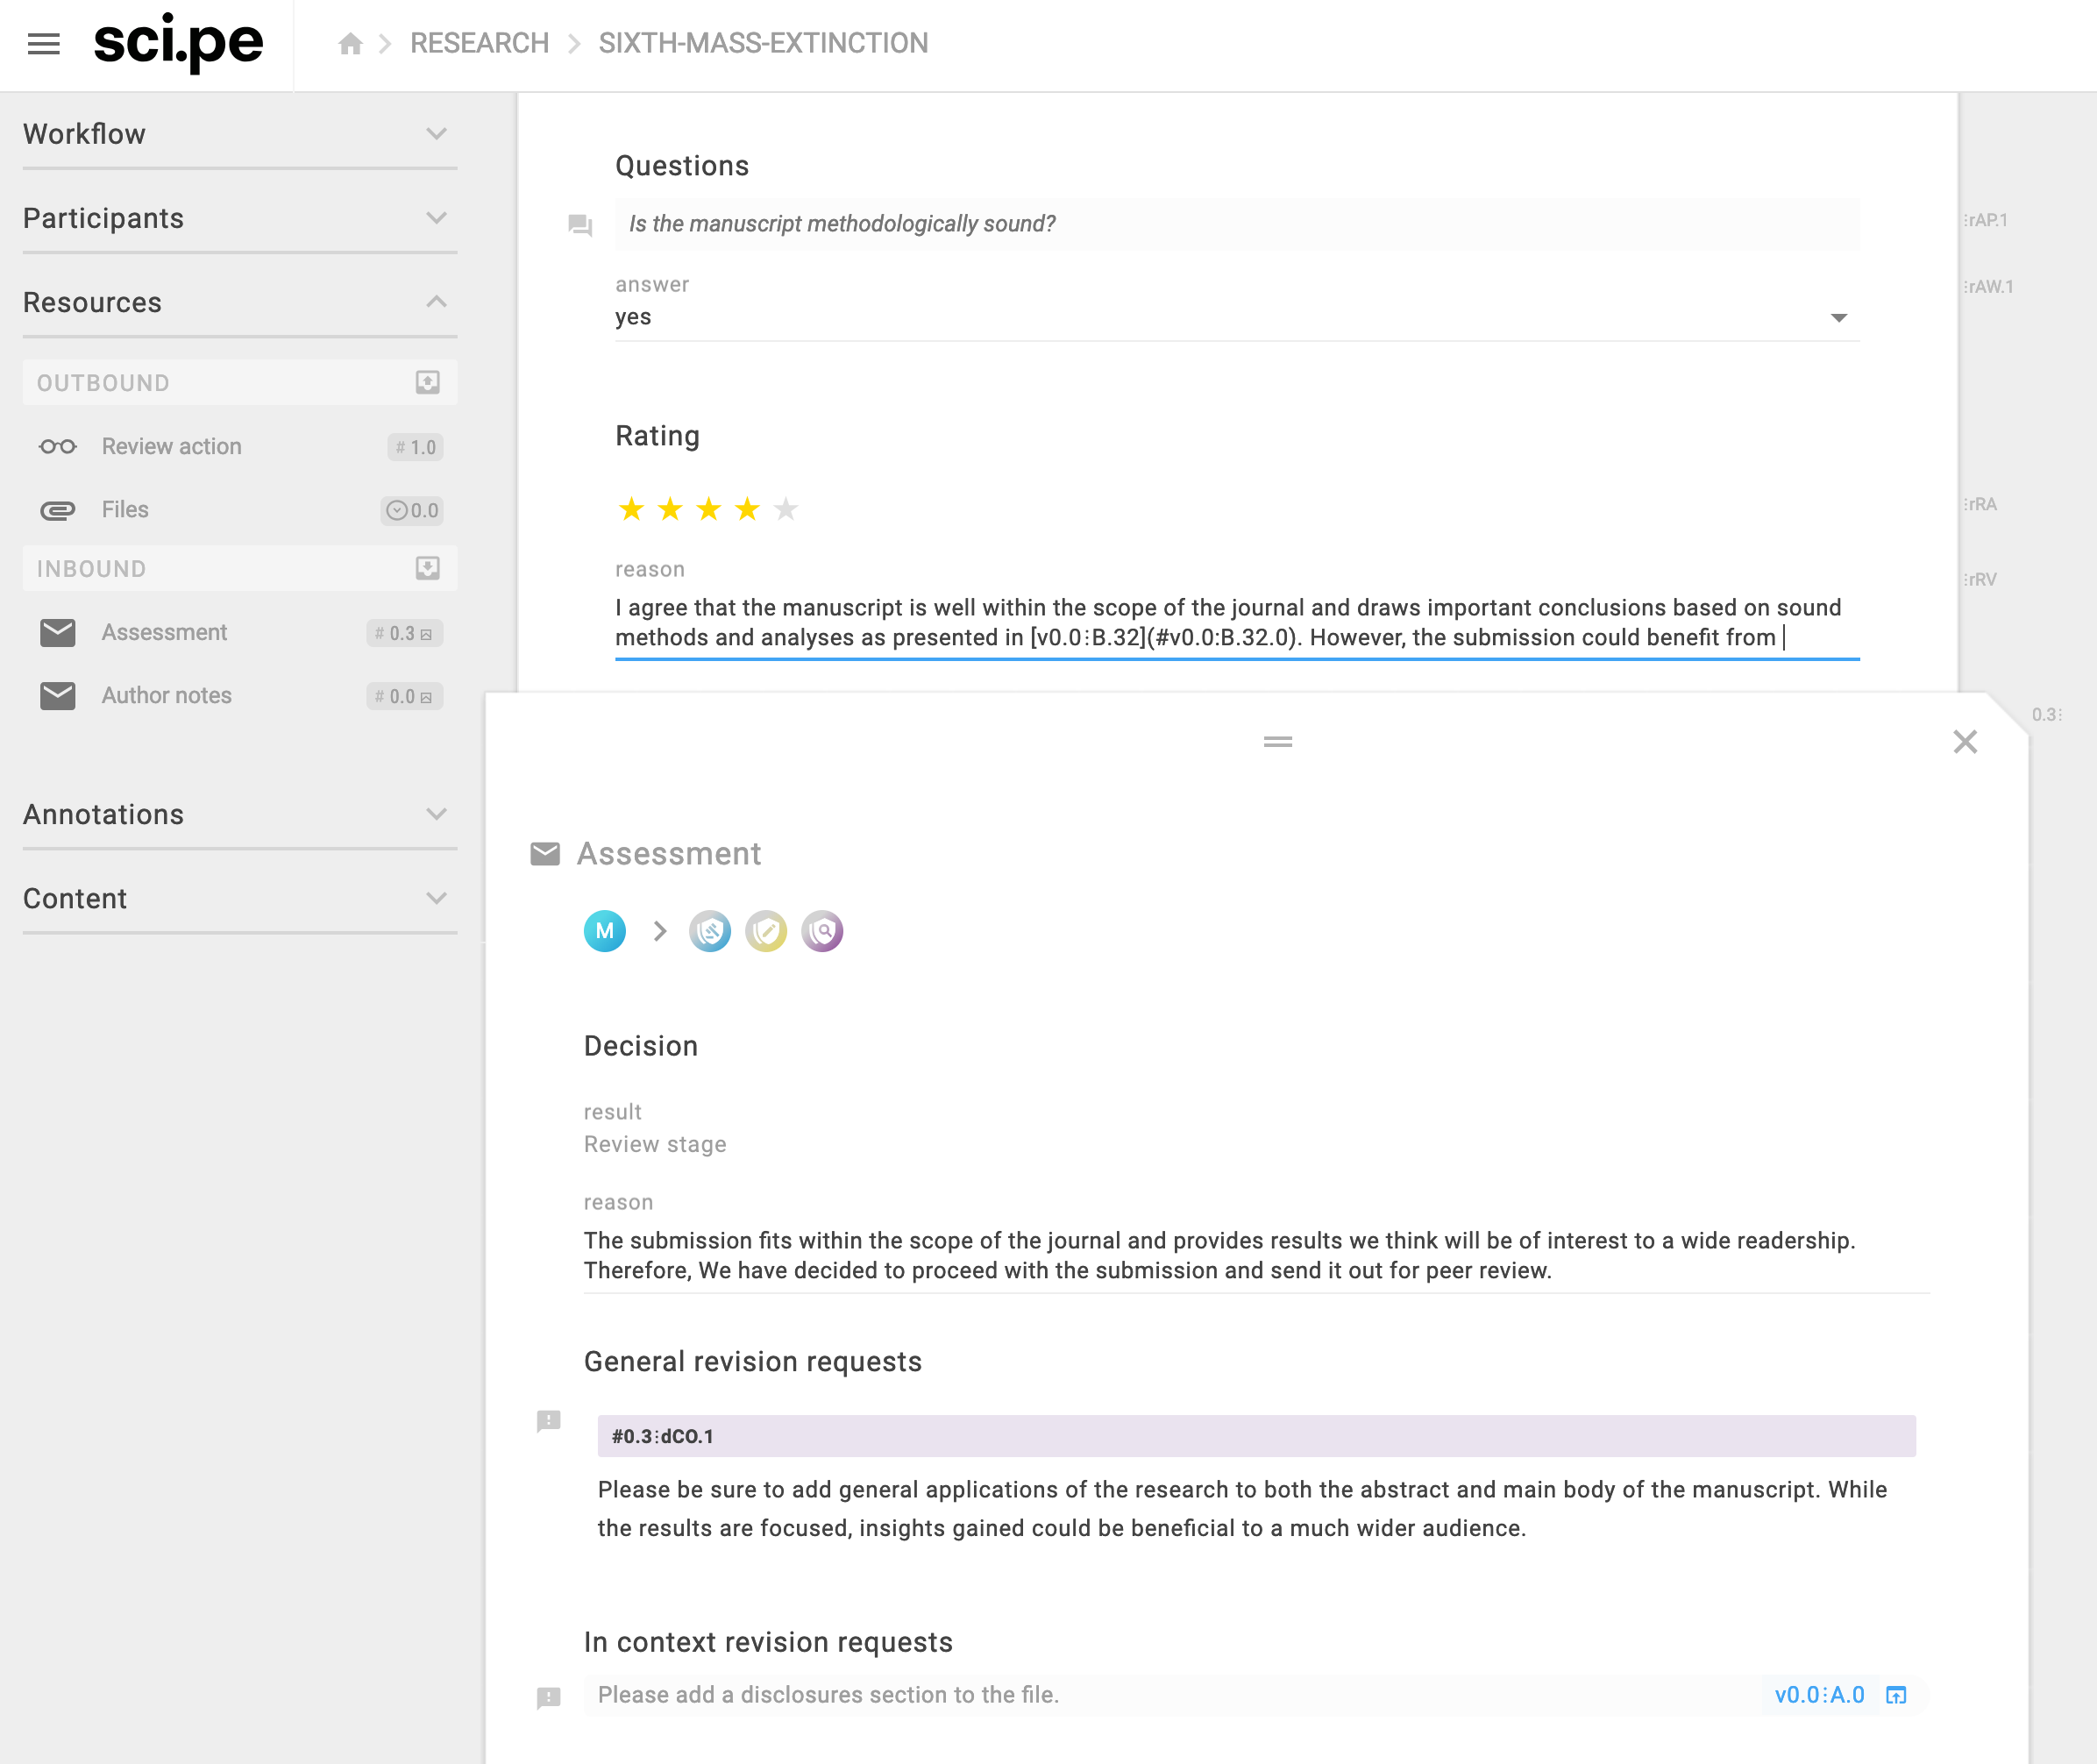 sci.pe
RESEARCH
SIXTH-MASS-EXTINCTION
Workflow
Participants
Resources
OUTBOUND
Review action
# 1.0
Files
0.0
INBOUND
Assessment
# 0.3
Author notes
# 0.0
Annotations
Content
Questions
Is the manuscript methodologically sound?
answer
yes
Rating
reason
I agree that the manuscript is well within the scope of the journal and draws important conclusions based on sound
methods and analyses as presented in [v0.0⫶B.32](#v0.0:B.32.0). However, the submission could benefit from
⫶rAP.1
⫶rAW.1
⫶rRA
⫶rRV
0.3⫶
Assessment
M
Decision
result
Review stage
reason
The submission fits within the scope of the journal and provides results we think will be of interest to a wide readership.
Therefore, We have decided to proceed with the submission and send it out for peer review.
General revision requests
#0.3⫶dCO.1
Please be sure to add general applications of the research to both the abstract and main body of the manuscript. While
the results are focused, insights gained could be beneficial to a much wider audience.
In context revision requests
Please add a disclosures section to the file.
v0.0⫶A.0